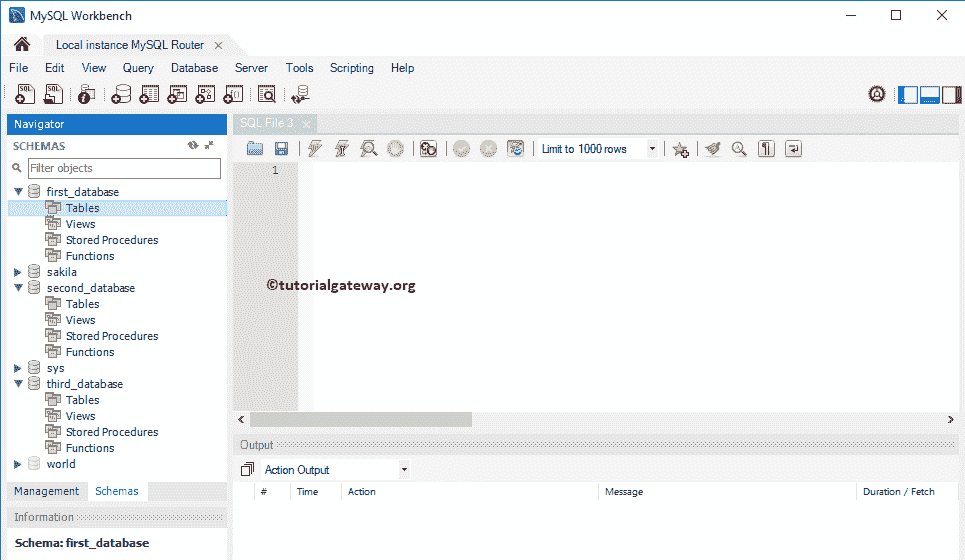 MySQL Workbench
Local instance MySQL Router
File Edit View Query Database Server Tools Scripting Help
Navigator
SQL File 3
SCHEMAS
Limit to 1000 rows
Filter objects
1
first_database
Tables
Views
Stored Procedures
Functions
sakila
second_database
Tables
Views
Stored Procedures
Functions
sys
third_database
Tables
Views
Stored Procedures
Functions
world
©tutorialgateway.org
Output
Action Output
# Time Action Message Duration / Fetch
Management Schemas
Information
Schema: first_database